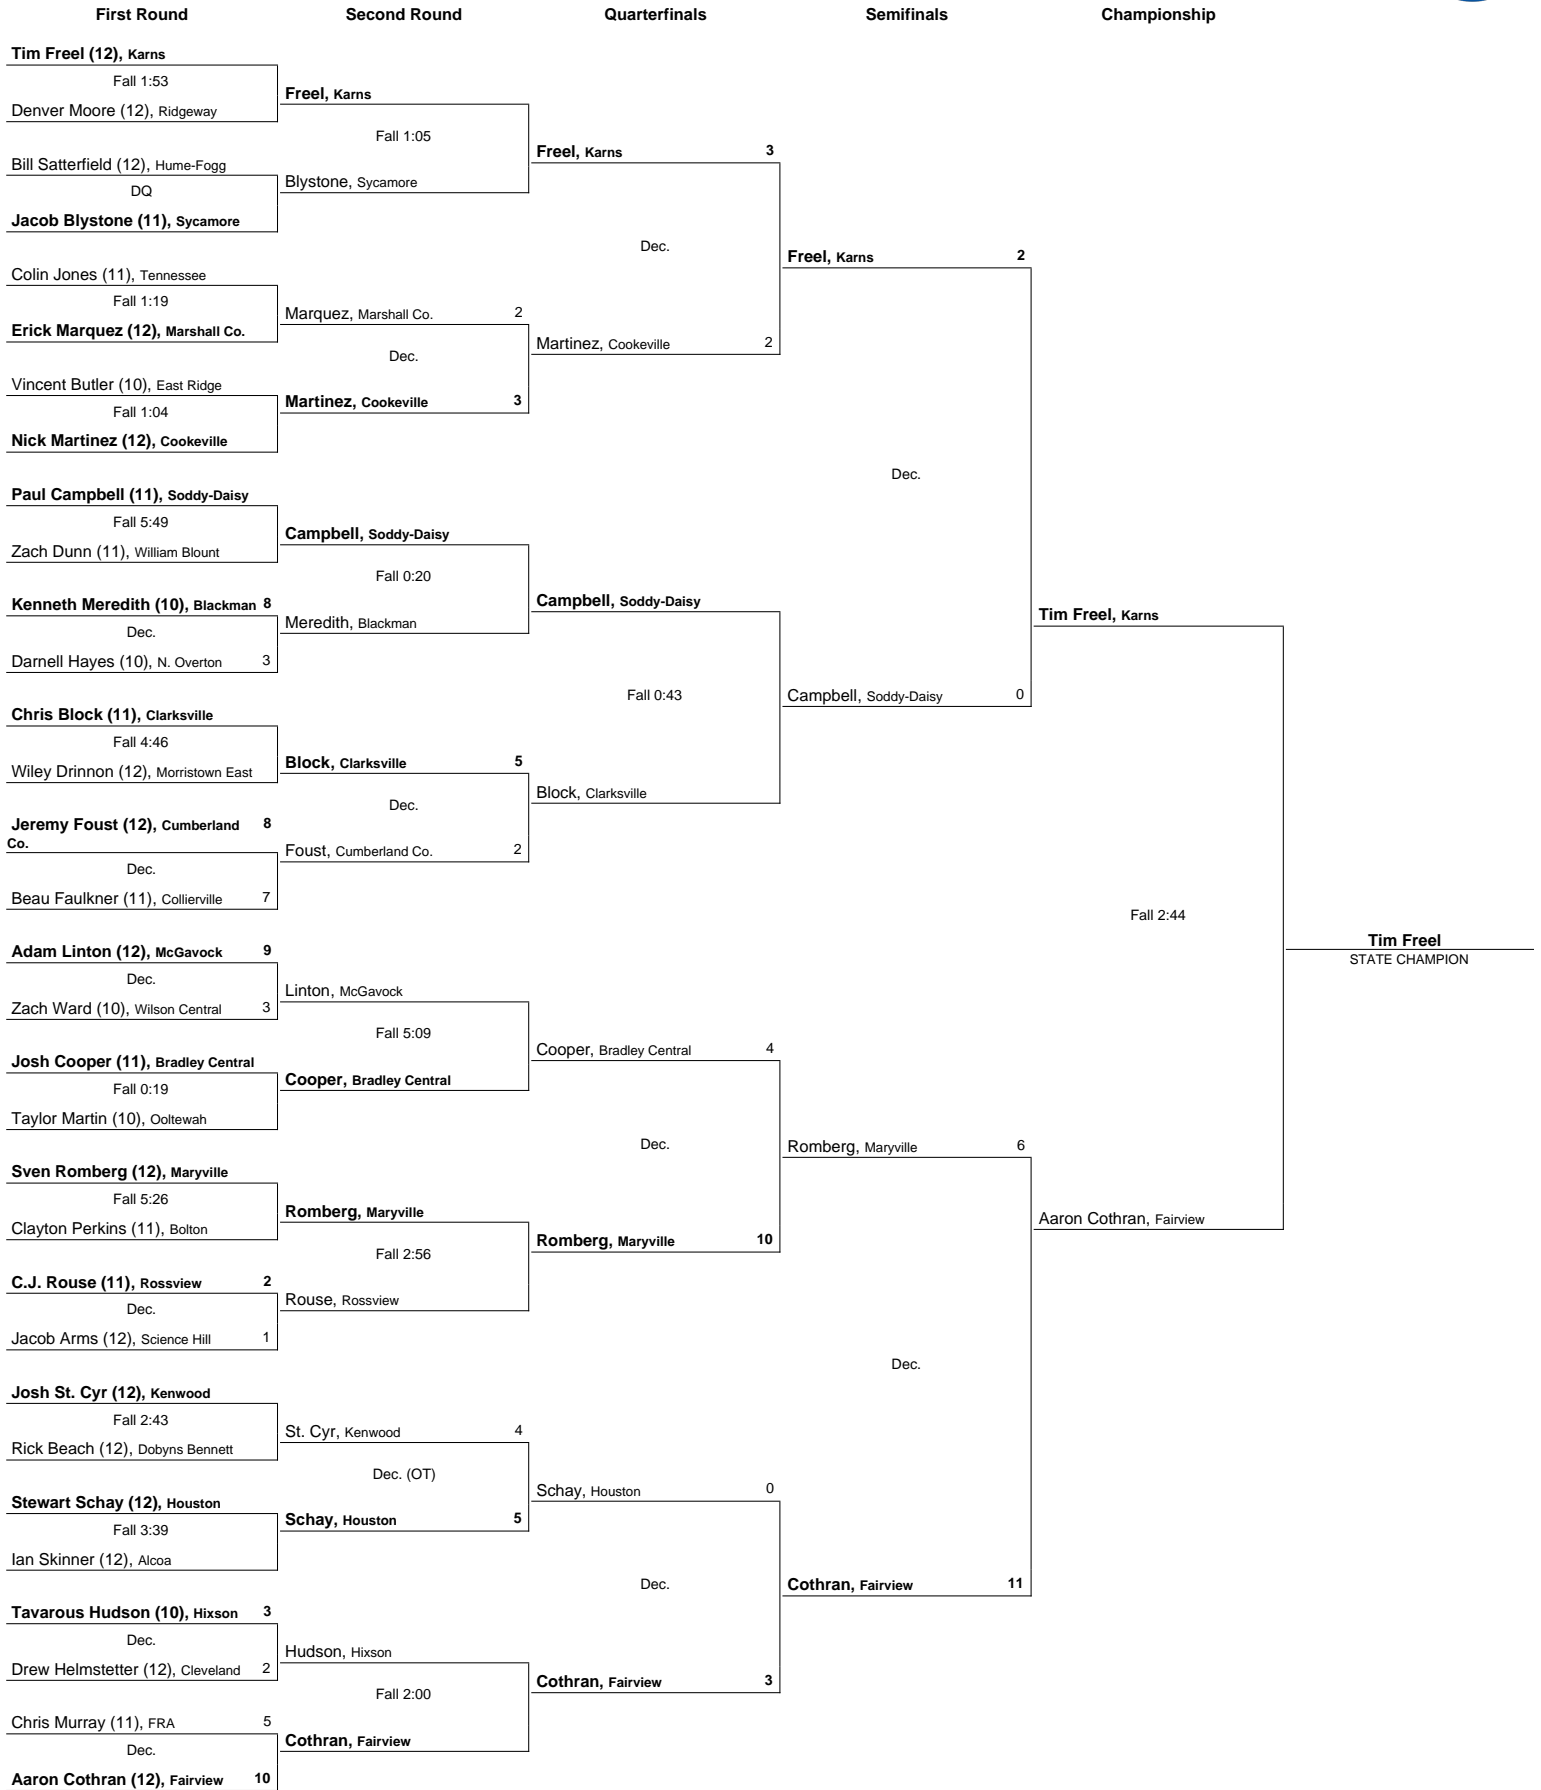 First Round Second Round Quarterfinals Semifinals Championship
Tim Freel (12), Karns
Fall 1:53
Denver Moore (12), Ridgeway
Bill Satterfield (12), Hume-Fogg
DQ
Jacob Blystone (11), Sycamore
Colin Jones (11), Tennessee
Fall 1:19
Erick Marquez (12), Marshall Co.
Vincent Butler (10), East Ridge
Fall 1:04
Nick Martinez (12), Cookeville
Paul Campbell (11), Soddy-Daisy
Fall 5:49
Zach Dunn (11), William Blount
Kenneth Meredith (10), Blackman 8
Dec.
Darnell Hayes (10), N. Overton 3
Chris Block (11), Clarksville
Fall 4:46
Wiley Drinnon (12), Morristown East
Jeremy Foust (12), Cumberland 8
Co.
Dec.
Beau Faulkner (11), Collierville 7
Adam Linton (12), McGavock 9
Dec.
Zach Ward (10), Wilson Central 3
Josh Cooper (11), Bradley Central
Fall 0:19
Taylor Martin (10), Ooltewah
Sven Romberg (12), Maryville
Fall 5:26
Clayton Perkins (11), Bolton
C.J. Rouse (11), Rossview 2
Dec.
Jacob Arms (12), Science Hill 1
Josh St. Cyr (12), Kenwood
Fall 2:43
Rick Beach (12), Dobyns Bennett
Stewart Schay (12), Houston
Fall 3:39
Ian Skinner (12), Alcoa
Tavarous Hudson (10), Hixson 3
Dec.
Drew Helmstetter (12), Cleveland 2
Chris Murray (11), FRA 5
Dec.
Aaron Cothran (12), Fairview 10
Freel, Karns
Fall 1:05
Blystone, Sycamore
Marquez, Marshall Co. 2
Dec.
Martinez, Cookeville 3
Campbell, Soddy-Daisy
Fall 0:20
Meredith, Blackman
Block, Clarksville 5
Dec.
Foust, Cumberland Co. 2
Linton, McGavock
Fall 5:09
Cooper, Bradley Central
Romberg, Maryville
Fall 2:56
Rouse, Rossview
St. Cyr, Kenwood 4
Dec. (OT)
Schay, Houston 5
Hudson, Hixson
Fall 2:00
Cothran, Fairview
Freel, Karns 3
Dec.
Martinez, Cookeville 2
Campbell, Soddy-Daisy
Fall 0:43
Block, Clarksville
Cooper, Bradley Central 4
Dec.
Romberg, Maryville 10
Schay, Houston 0
Dec.
Cothran, Fairview 3
Freel, Karns 2
Dec.
Campbell, Soddy-Daisy 0
Romberg, Maryville 6
Dec.
Cothran, Fairview 11
Tim Freel, Karns
Fall 2:44
Aaron Cothran, Fairview
Tim Freel
STATE CHAMPION